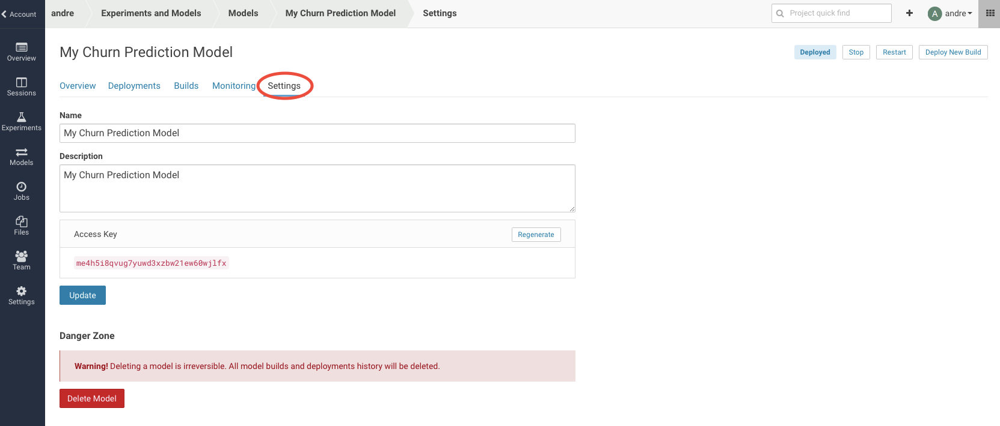 Account
andre
Experiments and Models
Models
My Churn Prediction Model
Settings
Project quick find
A
andre
Overview
Sessions
Experiments
Models
Jobs
Files
Team
Settings
My Churn Prediction Model
Deployed
Stop
Restart
Deploy New Build
Overview
Deployments
Builds
Monitoring
Settings
Name
My Churn Prediction Model
Description
My Churn Prediction Model
Access Key
Regenerate
me4h5i8qvug7yuwd3xzbw21ew60wjlfx
Update
Danger Zone
Warning! Deleting a model is irreversible. All model builds and deployments history will be deleted.
Delete Model